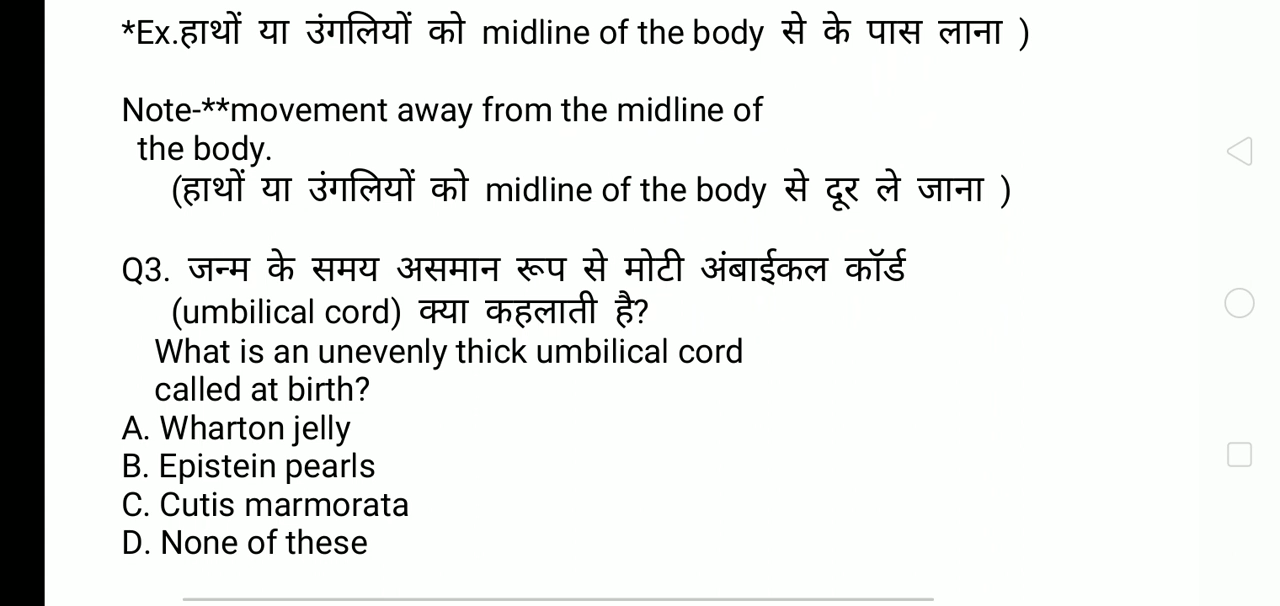 *Ex.हाथों या उंगलियों को midline of the body से के पास लाना )
Note-**movement away from the midline of
the body.
(हाथों या उंगलियों को midline of the body से दूर ले जाना )
Q3. जन्म के समय असमान रूप से मोटी अंबाईकल कॉर्ड
(umbilical cord) क्या कहलाती है?
What is an unevenly thick umbilical cord
called at birth?
A. Wharton jelly
B. Epistein pearls
C. Cutis marmorata
D. None of these